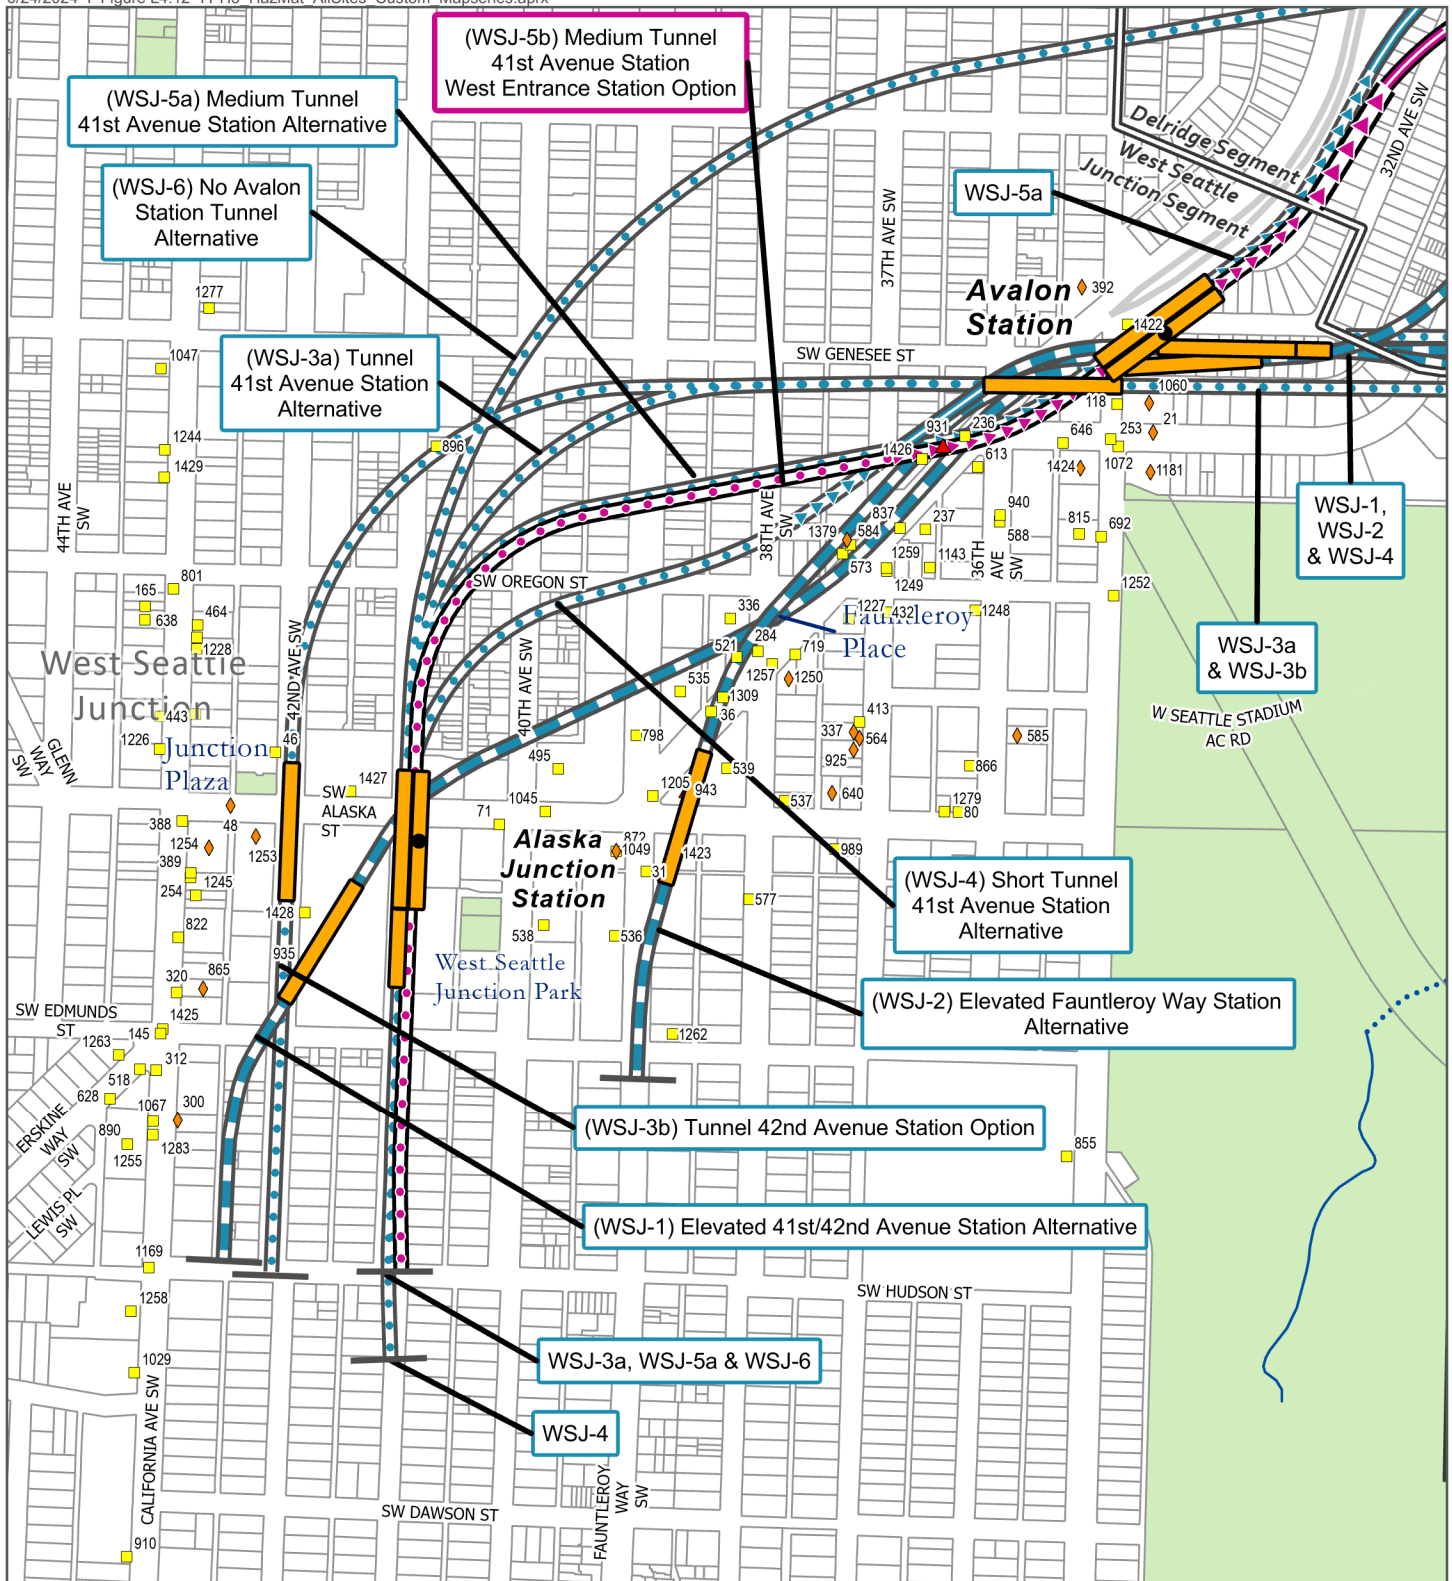 (WSJ-5b) Medium Tunnel
41st Avenue Station
West Entrance Station Option
(WSJ-5a) Medium Tunnel
41st Avenue Station Alternative
(WSJ-6) No Avalon
Station Tunnel
Alternative
(WSJ-3a) Tunnel
41st Avenue Station
Alternative
WSJ-5a
Delridge Segment
West Seattle
Junction Segment
32ND AVE SW
37TH AVE SW
Avalon
Station
392
1422
1277
1047
SW GENESEE ST
1060
118
21
236
931
646
253
1426
613
1424
1072
1181
896
1244
1429
44TH AVE
SW
38TH AVE
SW
WSJ-1,
WSJ-2
& WSJ-4
940
588
837
237
815
692
1379
584
573
1259
1143
1249
36TH
AVE
SW
SW OREGON ST
1252
801
165
638
464
1228
336
1227
432
1248
Fauntleroy
Place
284
521
719
1257
1250
WSJ-3a
& WSJ-3b
West Seattle
Junction
42ND AVE SW
40TH AVE SW
535
1309
36
413
337
564
925
585
W SEATTLE STADIUM
AC RD
443
1226
Junction
Plaza
46
GLENN
WAY
SW
798
495
539
866
1427
SW
ALASKA
ST
1205
943
537
640
1279
80
71
1045
388
48
1254
1253
389
1245
254
Alaska
Junction
Station
872
1049
31
1423
989
577
(WSJ-4) Short Tunnel
41st Avenue Station
Alternative
1428
822
935
538
536
West Seattle
Junction Park
320
865
(WSJ-2) Elevated Fauntleroy Way Station
Alternative
SW EDMUNDS
ST
1425
145
1263
312
518
1262
628
1067
300
890
1255
1283
ERSKINE
WAY
SW
LEWIS PL
SW
(WSJ-3b) Tunnel 42nd Avenue Station Option
855
(WSJ-1) Elevated 41st/42nd Avenue Station Alternative
1169
1258
SW HUDSON ST
1029
WSJ-3a, WSJ-5a & WSJ-6
WSJ-4
CALIFORNIA AVE SW
FAUNTLEROY
WAY
SW
SW DAWSON ST
910